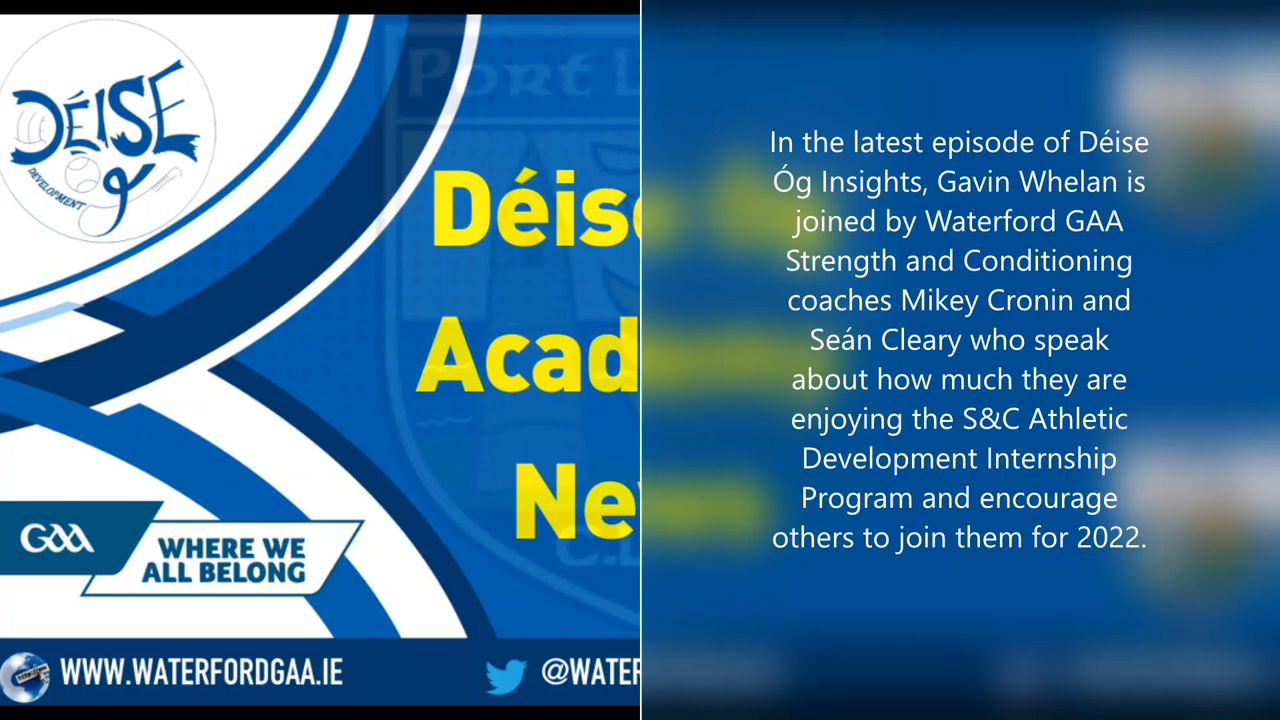 DÉISE
Óg
DEVELOPMENT
PORT L
C.L
Déise
Acad
Ne
GAA
WHERE WE
ALL BELONG
WWW.WATERFORDGAA.IE
@WATER
In the latest episode of Déise
Óg Insights, Gavin Whelan is
joined by Waterford GAA
Strength and Conditioning
coaches Mikey Cronin and
Seán Cleary who speak
about how much they are
enjoying the S&C Athletic
Development Internship
Program and encourage
others to join them for 2022.